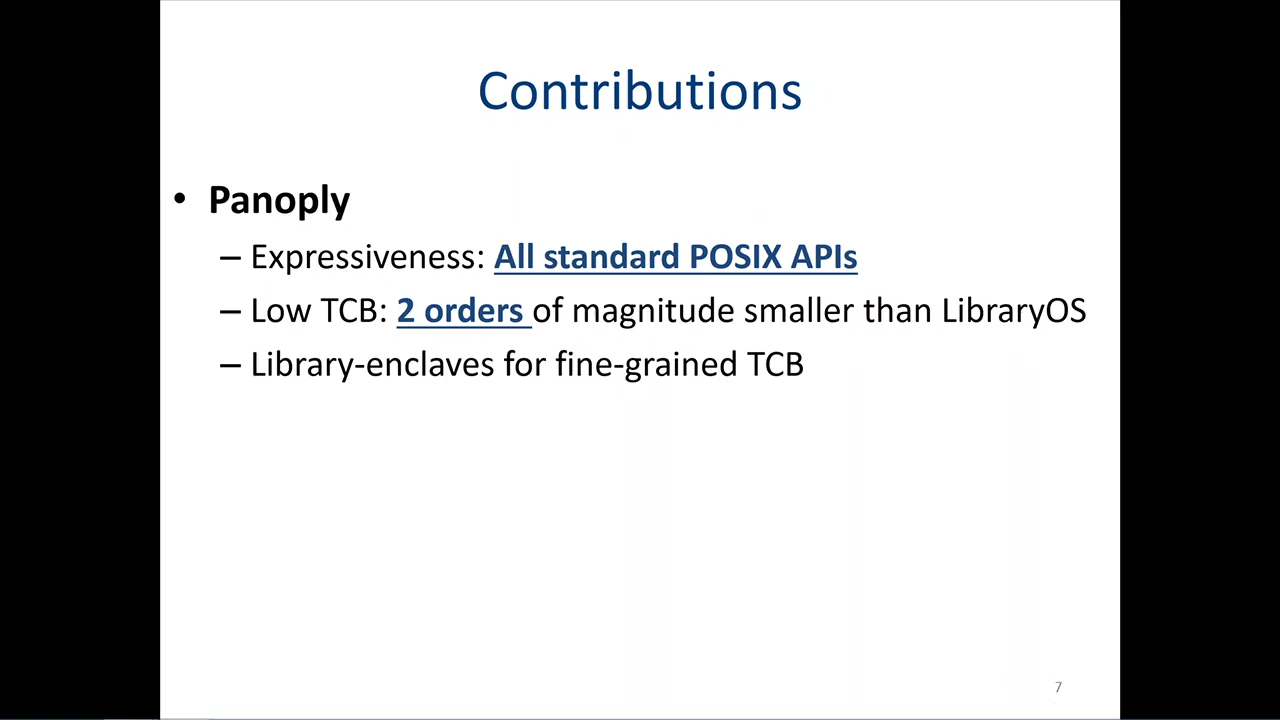 Contributions
• Panoply
– Expressiveness: All standard POSIX APIs
– Low TCB: 2 orders of magnitude smaller than LibraryOS
– Library-enclaves for fine-grained TCB
7